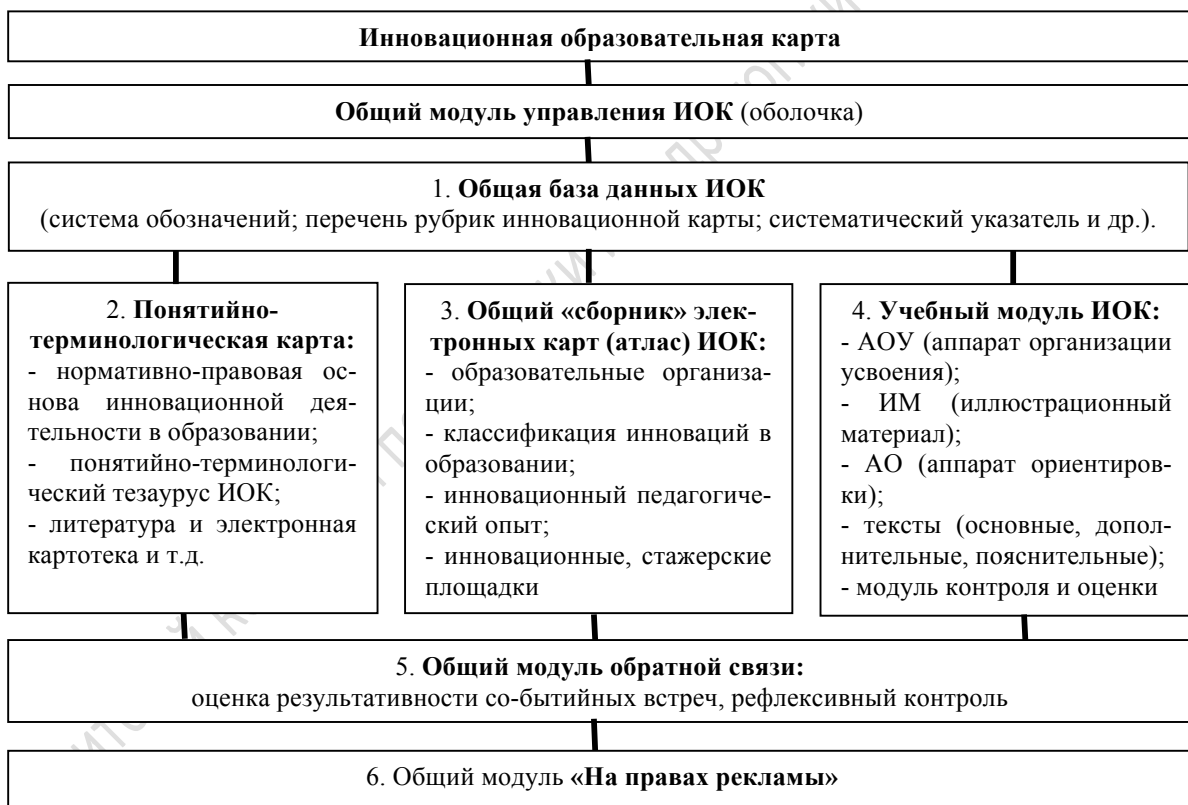 Инновационная образовательная карта
Общий модуль управления ИОК (оболочка)
1. Общая база данных ИОК
(система обозначений; перечень рубрик инновационной карты; систематический указатель и др.).
2. Понятийно-
терминологическая карта:
- нормативно-правовая ос-
нова инновационной дея-
тельности в образовании;
- понятийно-терминологи-
ческий тезаурус ИОК;
- литература и электронная
картотека и т.д.
3. Общий «сборник» элек-
тронных карт (атлас) ИОК:
- образовательные организа-
ции;
- классификация инноваций в
образовании;
- инновационный педагогиче-
ский опыт;
- инновационные, стажерские
площадки
4. Учебный модуль ИОК:
- АОУ (аппарат организации
усвоения);
- ИМ (иллюстрационный
материал);
- АО (аппарат ориентиров-
ки);
- тексты (основные, допол-
нительные, пояснительные);
- модуль контроля и оценки
5. Общий модуль обратной связи:
оценка результативности со-бытийных встреч, рефлексивный контроль
6. Общий модуль «На правах рекламы»